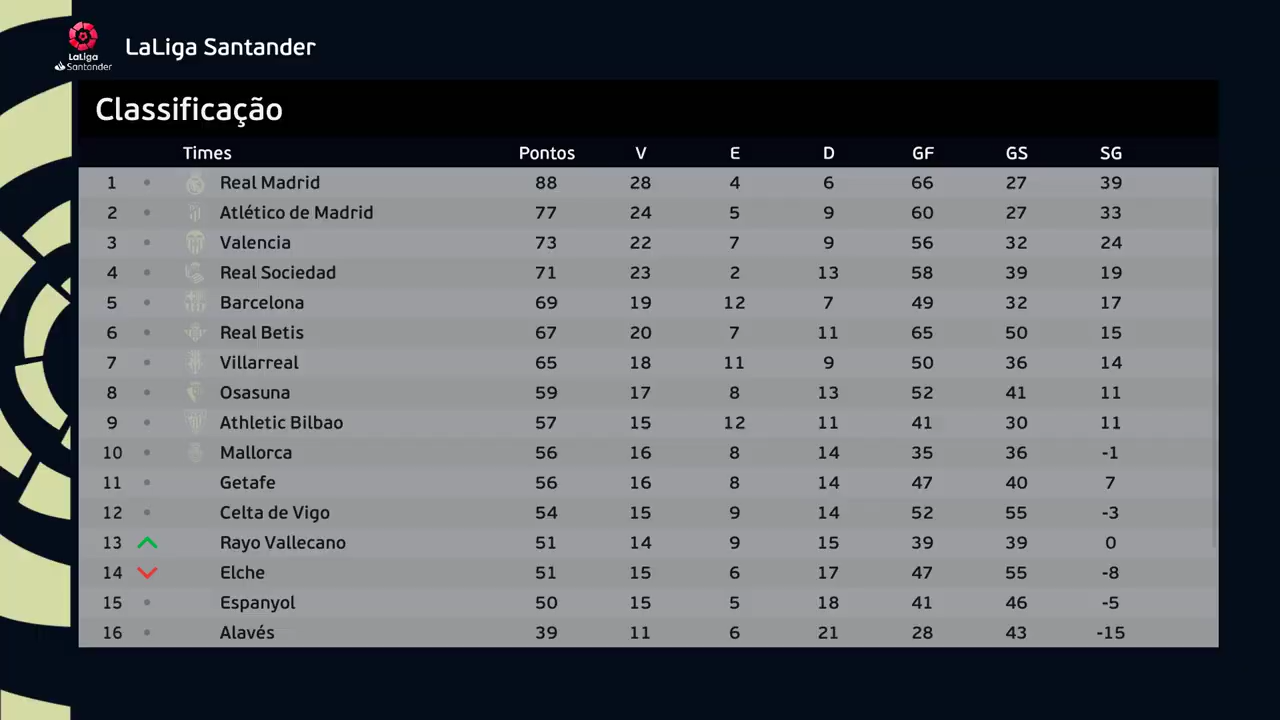 LaLiga Santander
LaLiga
Santander
Classificação
Times Pontos V E D GF GS SG
1 Real Madrid 88 28 4 6 66 27 39
2 Atlético de Madrid 77 24 5 9 60 27 33
3 Valencia 73 22 7 9 56 32 24
4 Real Sociedad 71 23 2 13 58 39 19
5 Barcelona 69 19 12 7 49 32 17
6 Real Betis 67 20 7 11 65 50 15
7 Villarreal 65 18 11 9 50 36 14
8 Osasuna 59 17 8 13 52 41 11
9 Athletic Bilbao 57 15 12 11 41 30 11
10 Mallorca 56 16 8 14 35 36 -1
11 Getafe 56 16 8 14 47 40 7
12 Celta de Vigo 54 15 9 14 52 55 -3
13 Rayo Vallecano 51 14 9 15 39 39 0
14 Elche 51 15 6 17 47 55 -8
15 Espanyol 50 15 5 18 41 46 -5
16 Alavés 39 11 6 21 28 43 -15